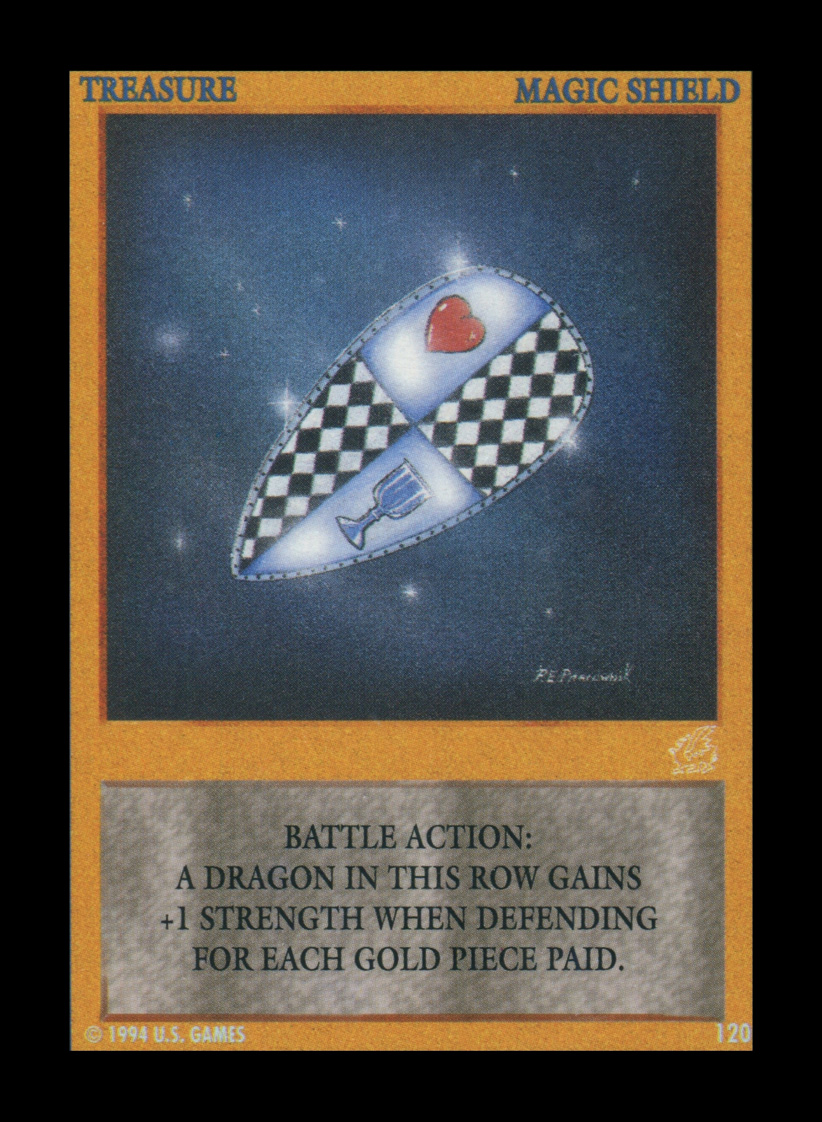 TREASURE
MAGIC SHIELD
BATTLE ACTION:
A DRAGON IN THIS ROW GAINS
+1 STRENGTH WHEN DEFENDING
FOR EACH GOLD PIECE PAID.
© 1994 U.S. GAMES
120